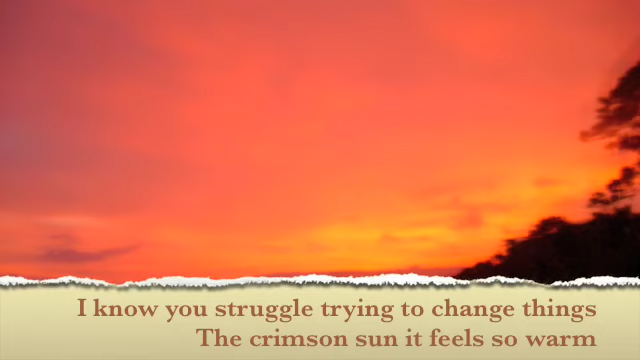 I know you struggle trying to change things
The crimson sun it feels so warm